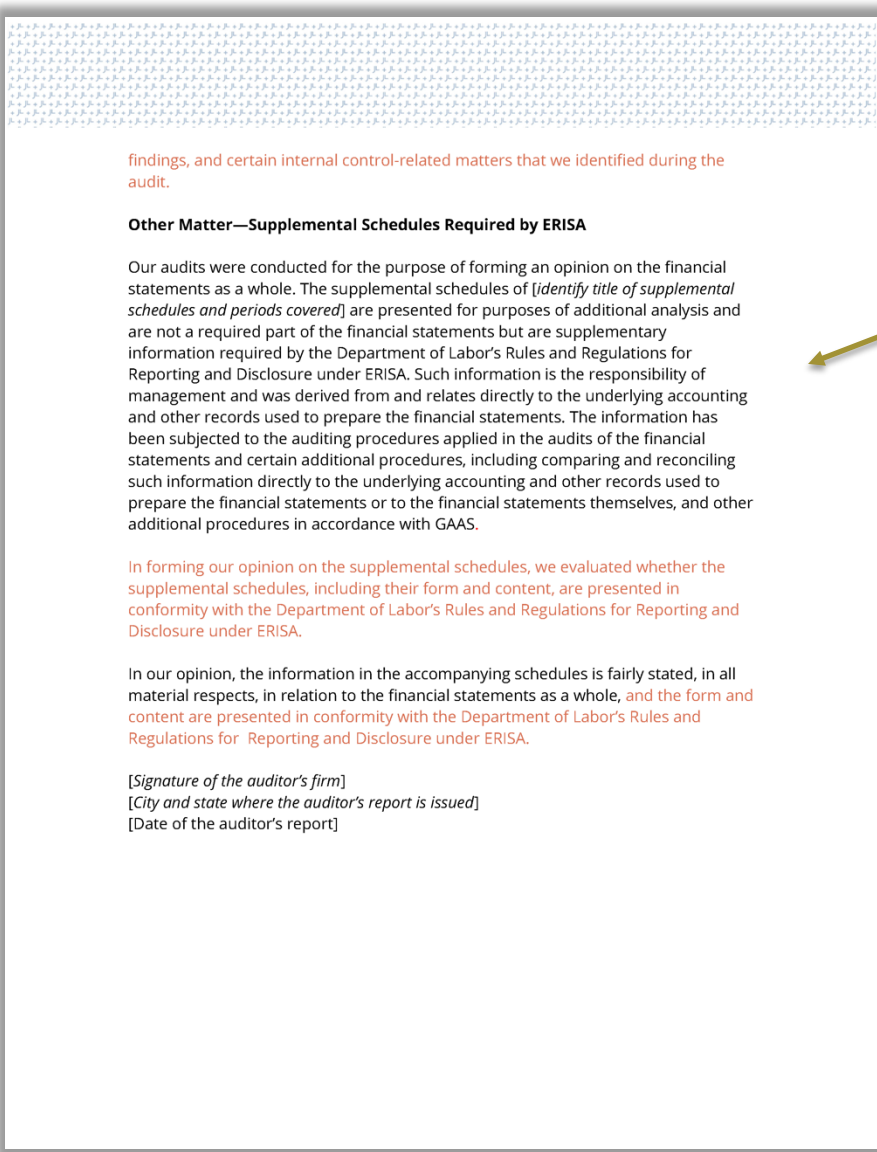 findings, and certain internal control-related matters that we identified during the
audit.
Other Matter—Supplemental Schedules Required by ERISA
Our audits were conducted for the purpose of forming an opinion on the financial
statements as a whole. The supplemental schedules of [identify title of supplemental
schedules and periods covered] are presented for purposes of additional analysis and
are not a required part of the financial statements but are supplementary
information required by the Department of Labor’s Rules and Regulations for
Reporting and Disclosure under ERISA. Such information is the responsibility of
management and was derived from and relates directly to the underlying accounting
and other records used to prepare the financial statements. The information has
been subjected to the auditing procedures applied in the audits of the financial
statements and certain additional procedures, including comparing and reconciling
such information directly to the underlying accounting and other records used to
prepare the financial statements or to the financial statements themselves, and other
additional procedures in accordance with GAAS.
In forming our opinion on the supplemental schedules, we evaluated whether the
supplemental schedules, including their form and content, are presented in
conformity with the Department of Labor’s Rules and Regulations for Reporting and
Disclosure under ERISA.
In our opinion, the information in the accompanying schedules is fairly stated, in all
material respects, in relation to the financial statements as a whole, and the form and
content are presented in conformity with the Department of Labor’s Rules and
Regulations for  Reporting and Disclosure under ERISA.
[Signature of the auditor’s firm]
[City and state where the auditor’s report is issued]
[Date of the auditor’s report]